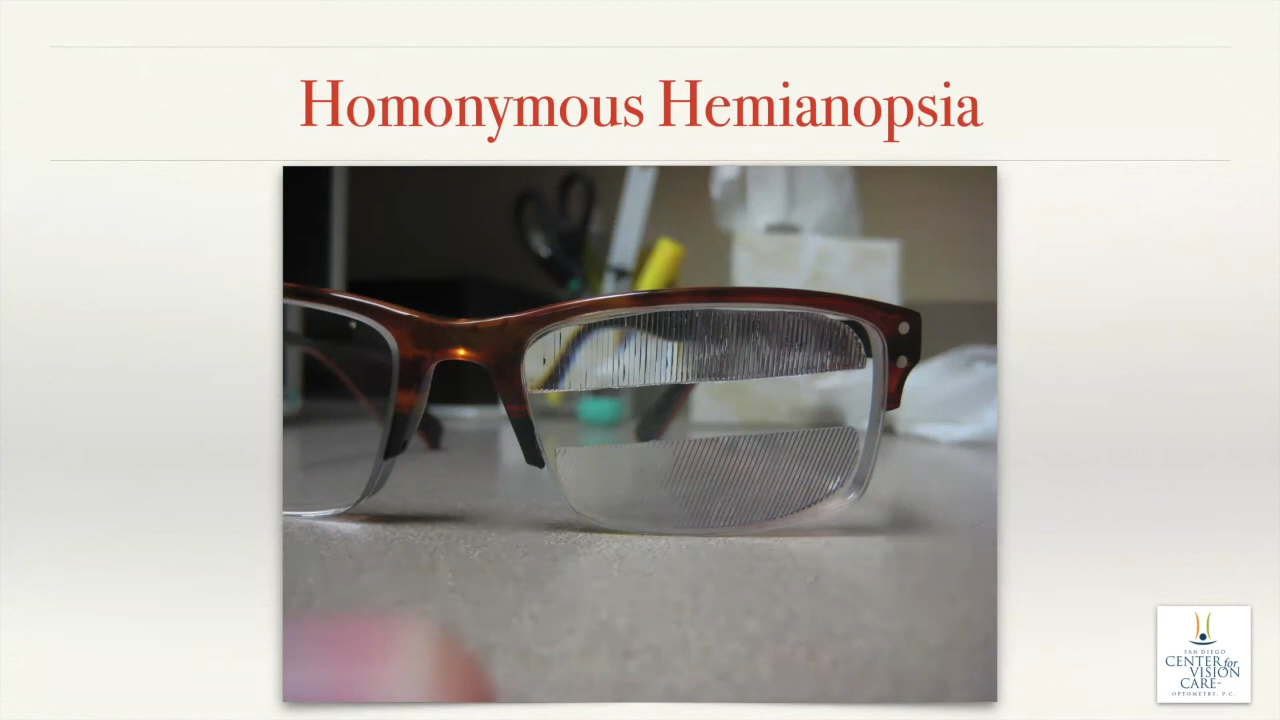 Homonymous Hemianopsia
SAN DIEGO
CENTER for
VISION
CARE
OPTOMETRY, P.C.